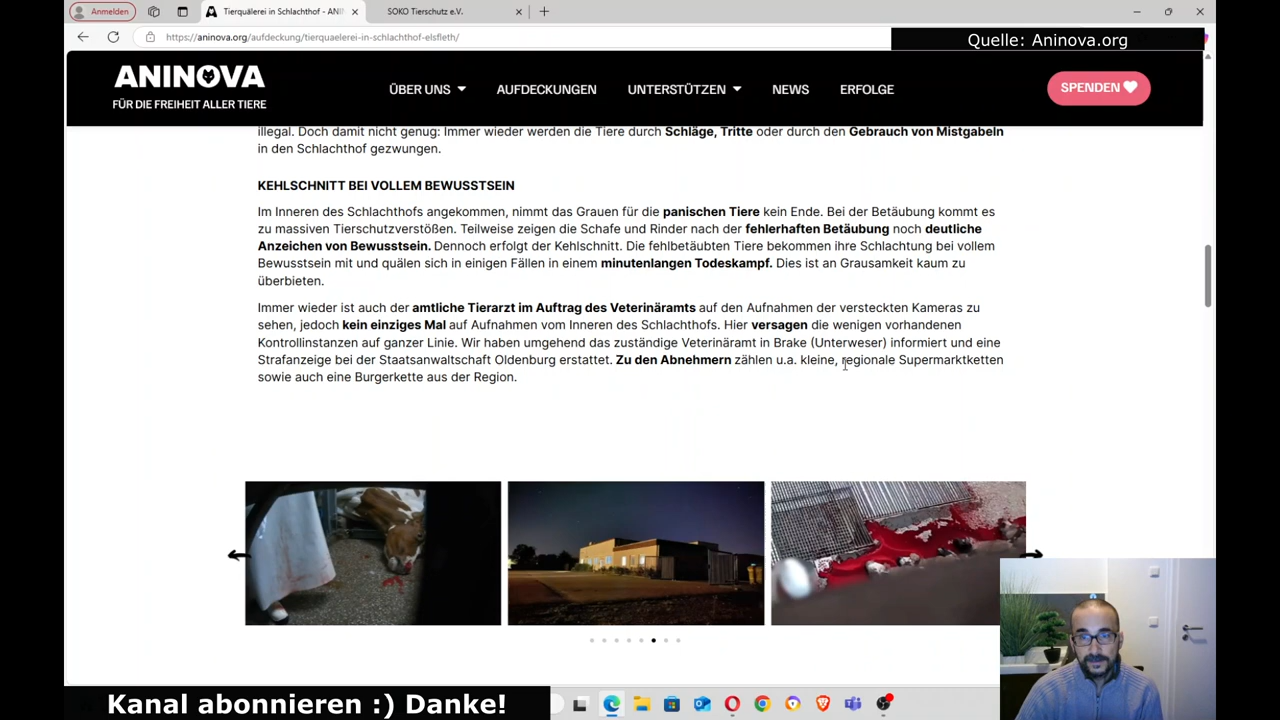 Anmelden
Tierquälerei in Schlachthof - ANI
SOKO Tierschutz e.V.
https://aninova.org/aufdeckung/tierquaelerei-in-schlachthof-elsfleth/
Quelle: Aninova.org
ANINOVA
FÜR DIE FREIHEIT ALLER TIERE
ÜBER UNS
AUFDECKUNGEN
UNTERSTÜTZEN
NEWS
ERFOLGE
SPENDEN
illegal. Doch damit nicht genug: Immer wieder werden die Tiere durch Schläge, Tritte oder durch den Gebrauch von Mistgabeln
in den Schlachthof gezwungen.
KEHLSCHNITT BEI VOLLEM BEWUSSTSEIN
Im Inneren des Schlachthofs angekommen, nimmt das Grauen für die panischen Tiere kein Ende. Bei der Betäubung kommt es
zu massiven Tierschutzverstößen. Teilweise zeigen die Schafe und Rinder nach der fehlerhaften Betäubung noch deutliche
Anzeichen von Bewusstsein. Dennoch erfolgt der Kehlschnitt. Die fehlbetäubten Tiere bekommen ihre Schlachtung bei vollem
Bewusstsein mit und quälen sich in einigen Fällen in einem minutenlangen Todeskampf. Dies ist an Grausamkeit kaum zu
überbieten.
Immer wieder ist auch der amtliche Tierarzt im Auftrag des Veterinäramts auf den Aufnahmen der versteckten Kameras zu
sehen, jedoch kein einziges Mal auf Aufnahmen vom Inneren des Schlachthofs. Hier versagen die wenigen vorhandenen
Kontrollinstanzen auf ganzer Linie. Wir haben umgehend das zuständige Veterinäramt in Brake (Unterweser) informiert und eine
Strafanzeige bei der Staatsanwaltschaft Oldenburg erstattet. Zu den Abnehmern zählen u.a. kleine, regionale Supermarktketten
sowie auch eine Burgerkette aus der Region.
Kanal abonnieren :) Danke!